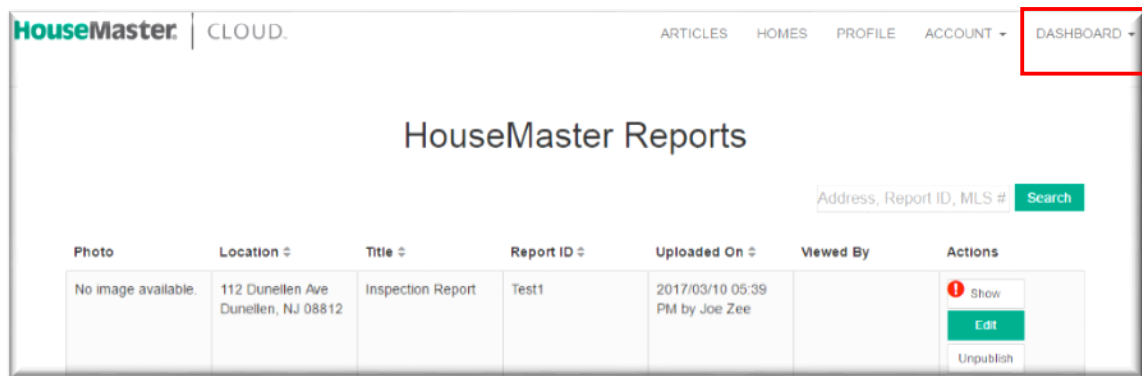 HouseMaster. CLOUD.
ARTICLES HOMES PROFILE ACCOUNT DASHBOARD
HouseMaster Reports
Address, Report ID, MLS # Search
Photo Location Title Report ID Uploaded On Viewed By Actions
No image available. 112 Dunellen Ave Inspection Report Test1 2017/03/10 05:39 Show
Dunellen, NJ 08812 PM by Joe Zee
Edit
Unpublish